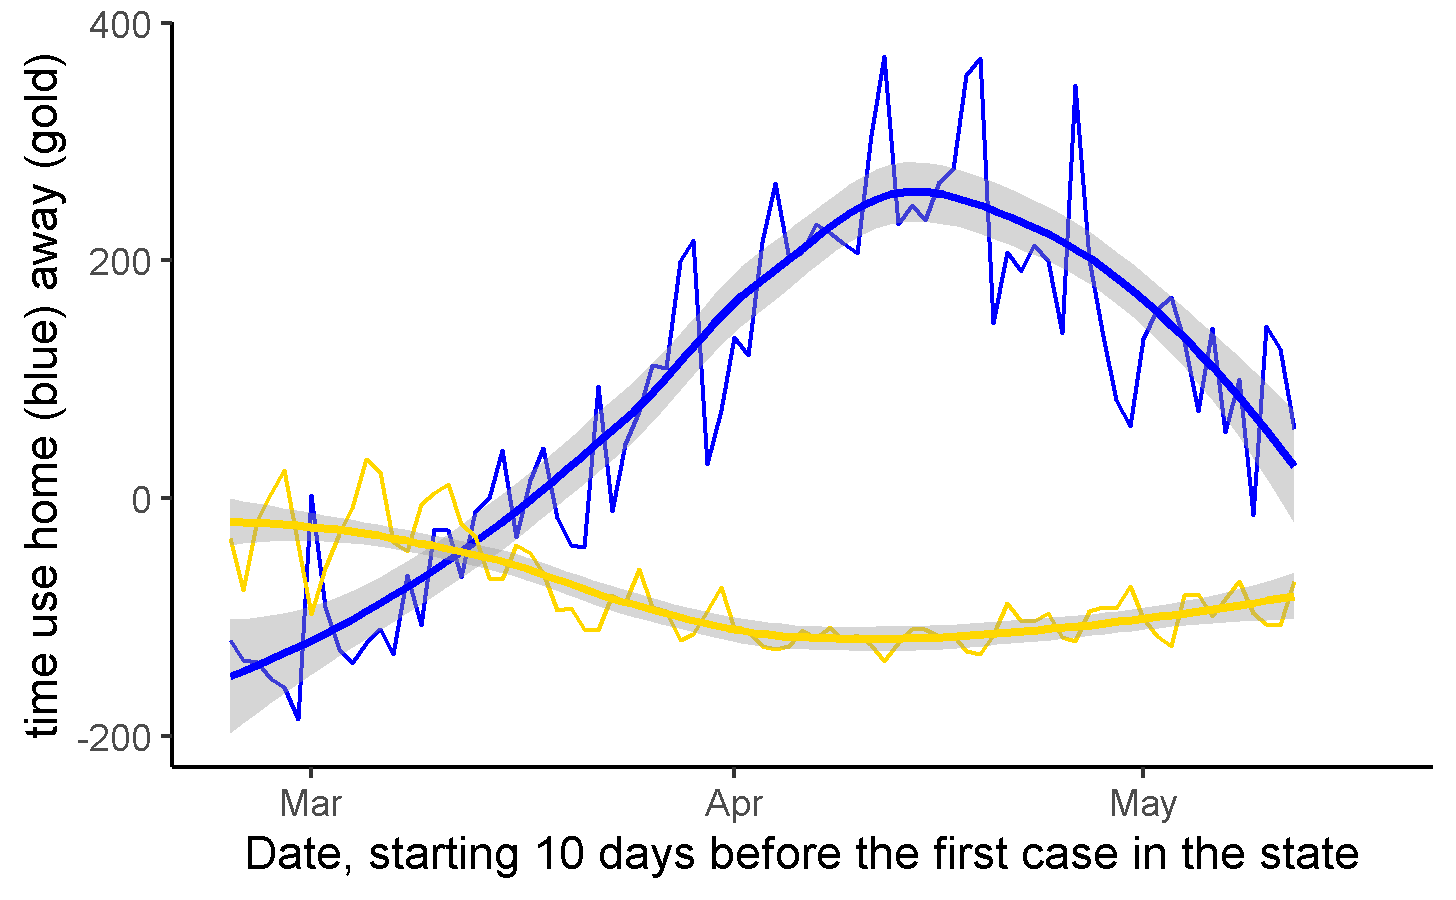 time use home (blue) away (gold)
400
200
0
-200
Mar Apr May
Date, starting 10 days before the first case in the state